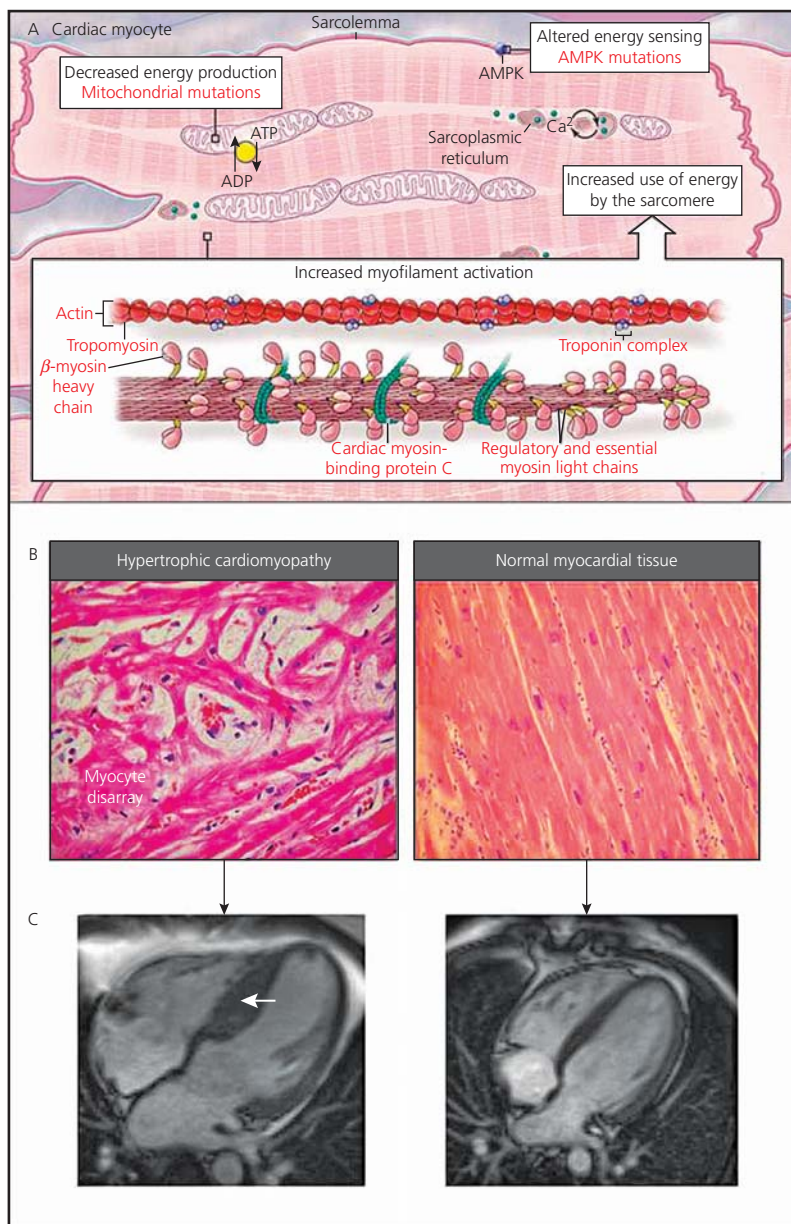 A Cardiac myocyte
Sarcolemma
Decreased energy production
Mitochondrial mutations
AMPK
Altered energy sensing
AMPK mutations
ATP
ADP
Sarcoplasmic
reticulum
Ca2
Increased use of energy
by the sarcomere
Increased myofilament activation
Actin
Tropomyosin
β-myosin
heavy
chain
Troponin complex
Cardiac myosin-
binding protein C
Regulatory and essential
myosin light chains
B
Hypertrophic cardiomyopathy
Normal myocardial tissue
Myocyte
disarray
C